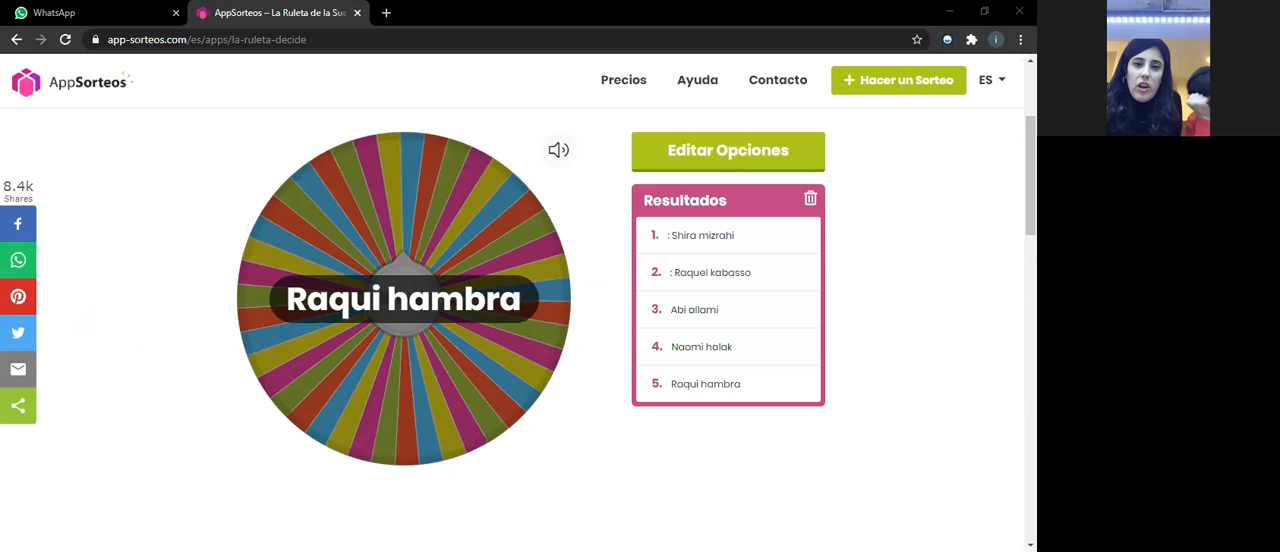 WhatsApp
AppSorteos – La Ruleta de la Sue
app-sorteos.com/es/apps/la-ruleta-decide
i
AppSorteos
Precios
Ayuda
Contacto
+ Hacer un Sorteo
ES
8.4k
Shares
Raqui hambra
Editar Opciones
Resultados
1. : Shira mizrahi
2. : Raquel kabasso
3. Abi allami
4. Naomi halak
5. Raqui hambra